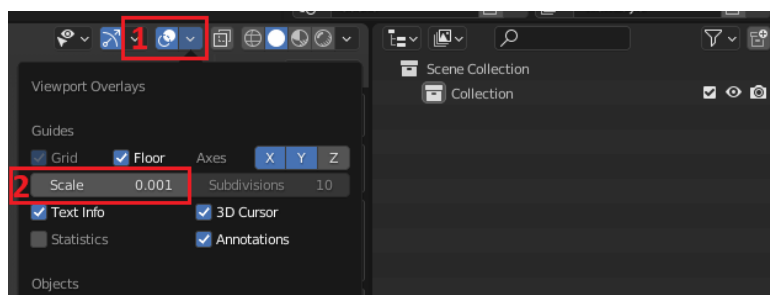 1
Scene Collection
Viewport Overlays
Collection
Guides
Grid Floor Axes X Y Z
2 Scale 0.001 Subdivisions 10
Text Info 3D Cursor
Statistics Annotations
Objects